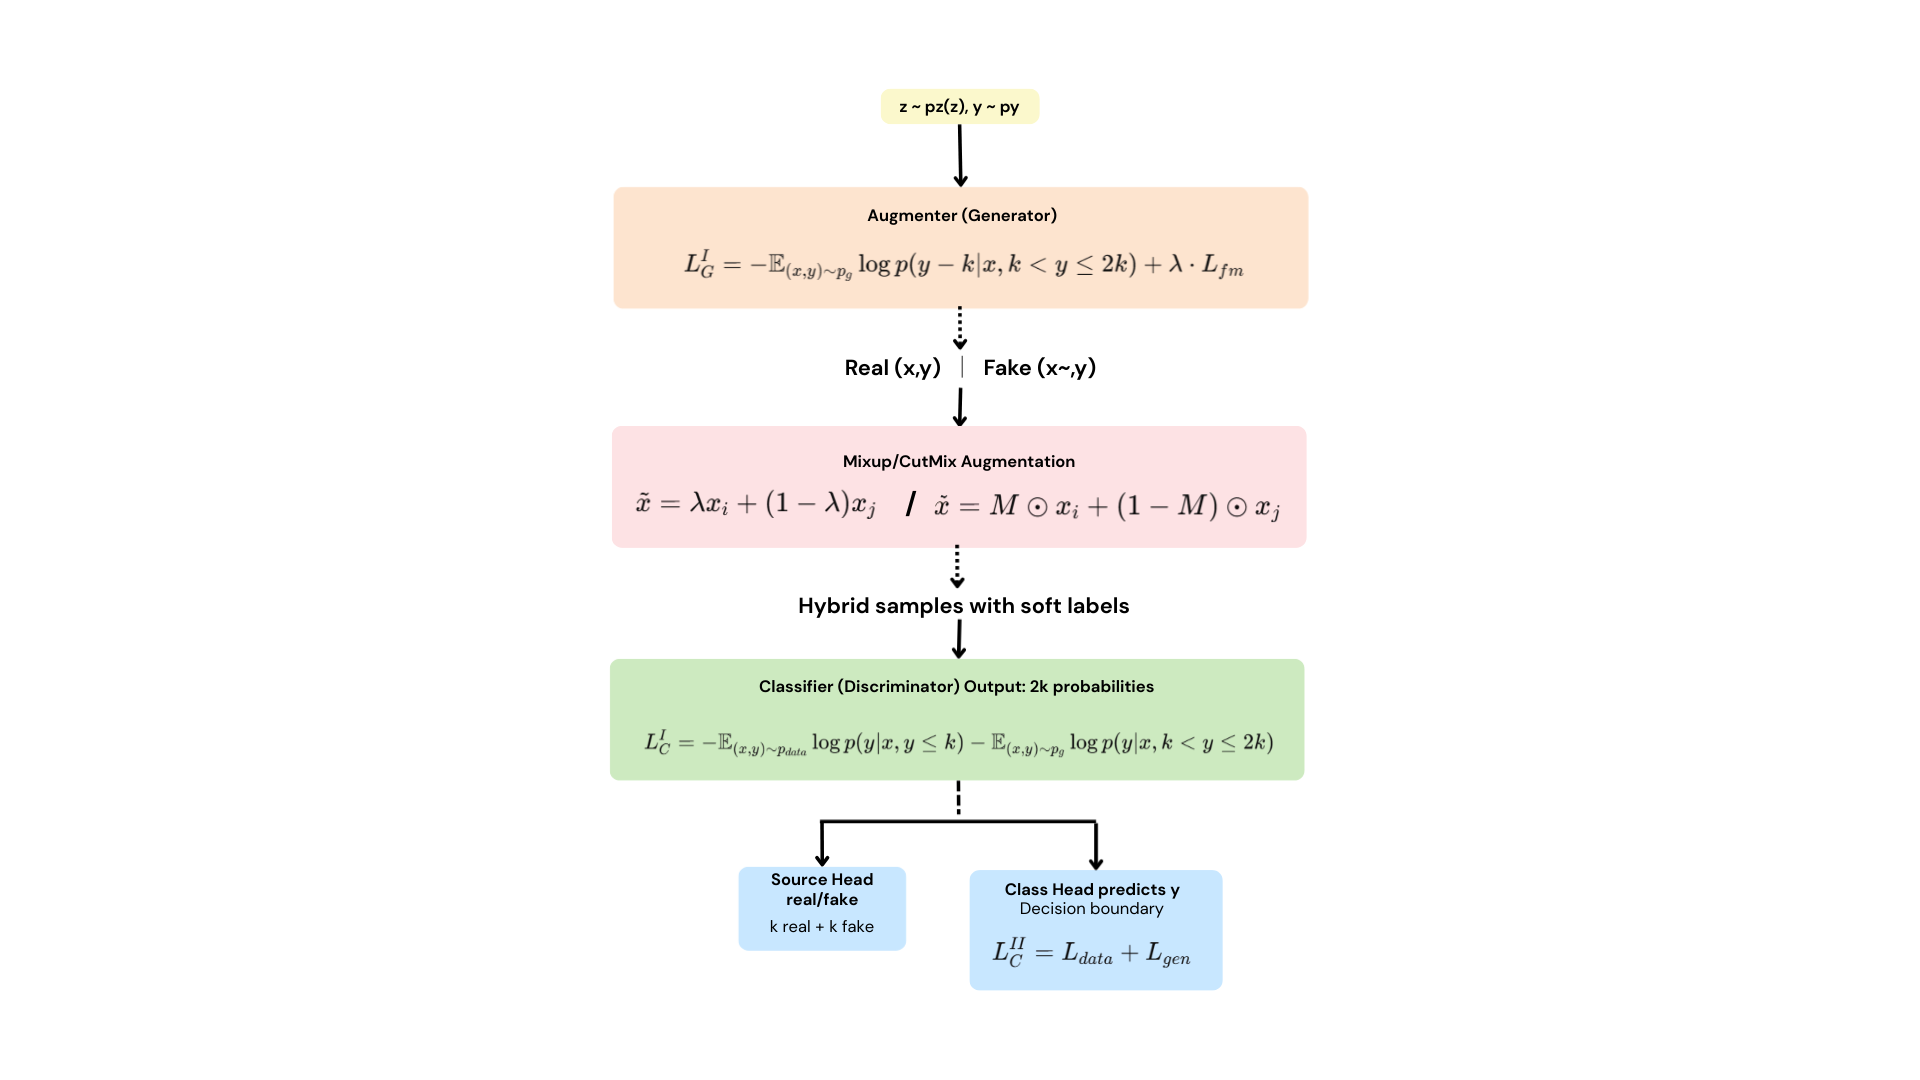 z ~ pz(z), y ~ py
Augmenter (Generator)
$L_G^I = -\mathbb{E}_{(x,y)\sim p_g} \log p(y - k|x, k < y \leq 2k) + \lambda \cdot L_{fm}$
Real (x,y) | Fake (x~,y)
Mixup/CutMix Augmentation
$\tilde{x} = \lambda x_i + (1 - \lambda)x_j$ / $\tilde{x} = M \odot x_i + (1 - M) \odot x_j$
Hybrid samples with soft labels
Classifier (Discriminator) Output: 2k probabilities
$L_C^I = -\mathbb{E}_{(x,y)\sim p_{data}} \log p(y|x, y \leq k) - \mathbb{E}_{(x,y)\sim p_g} \log p(y|x, k < y \leq 2k)$
Source Head
real/fake
k real + k fake
Class Head predicts y
Decision boundary
$L_C^{II} = L_{data} + L_{gen}$